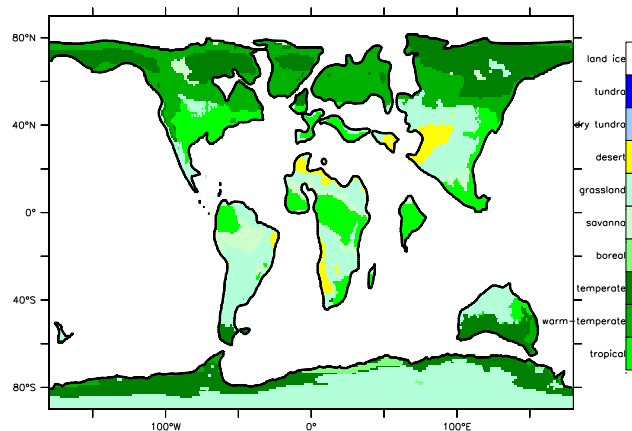 80°N
40°N
0°
40°S
80°S
100°W
0°
100°E
land ice
tundra
dry tundra
desert
grassland
savanna
boreal
temperate
warm-temperate
tropical